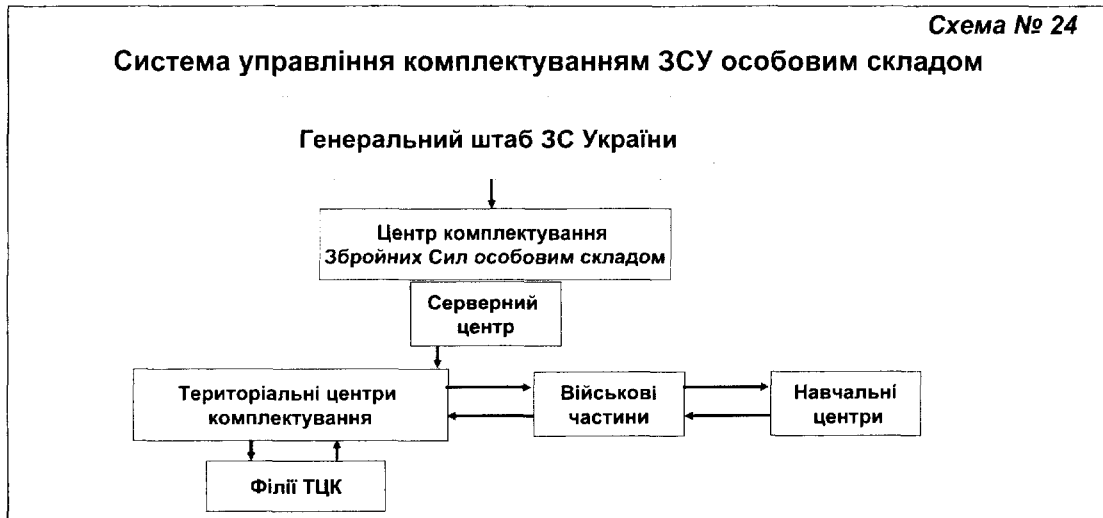 Схема № 24
Система управління комплектуванням ЗСУ особовим складом
Генеральний штаб ЗС України
Центр комплектування
Збройних Сил особовим складом
Серверний
центр
Територіальні центри
комплектування
Військові
частини
Навчальні
центри
Філії ТЦК